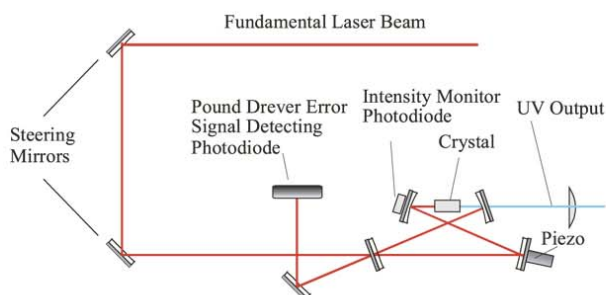 Fundamental Laser Beam
Pound Drever Error
Signal Detecting
Photodiode
Intensity Monitor
Photodiode
Crystal
UV Output
Steering
Mirrors
Piezo